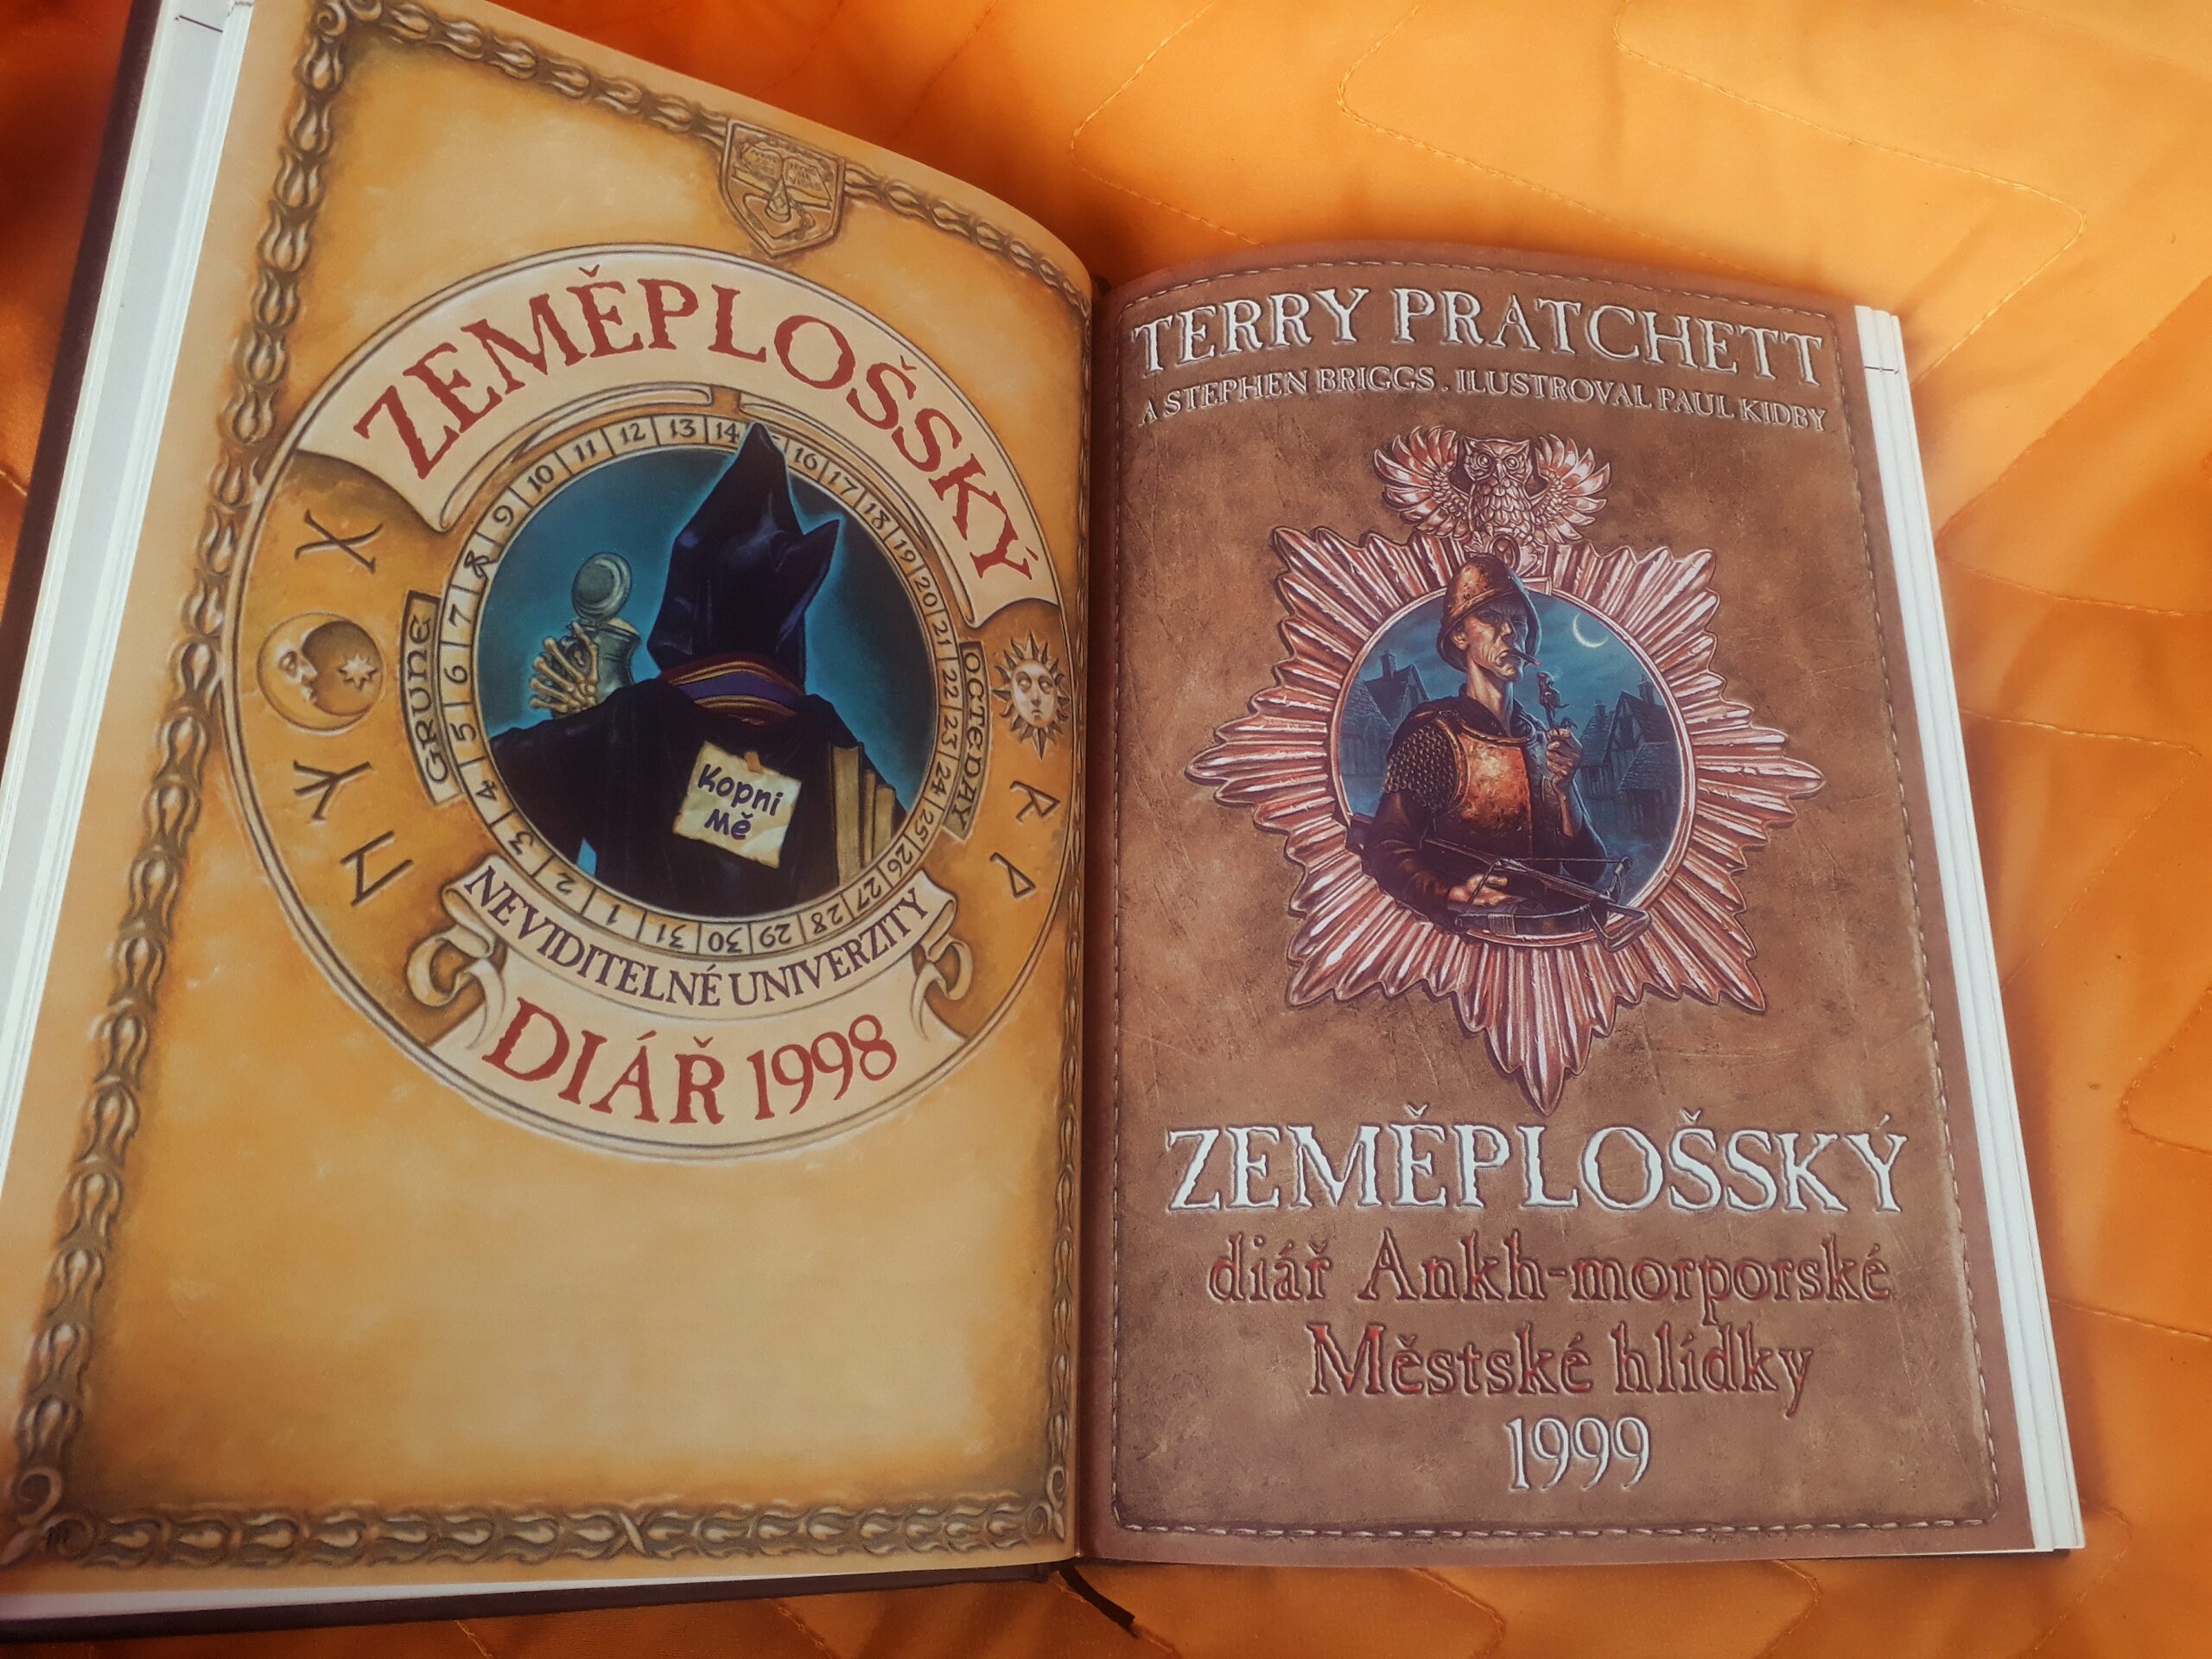 ZEMĚPLOŠSKÝ
1 2 3 4 5 6 7 8 9 10 11 12 13 14 16 17 18 19 20 21 22 23 24 25 26 27 28 29 30 31
GRUNE
OCTEDAY
Kopni
Mě
NEVIDITELNÉ UNIVERZITY
DIÁŘ 1998
TERRY PRATCHETT
A STEPHEN BRIGGS . ILUSTROVAL PAUL KIDBY
ZEMĚPLOŠSKÝ
diář Ankh-morporské
Městské hlídky
1999